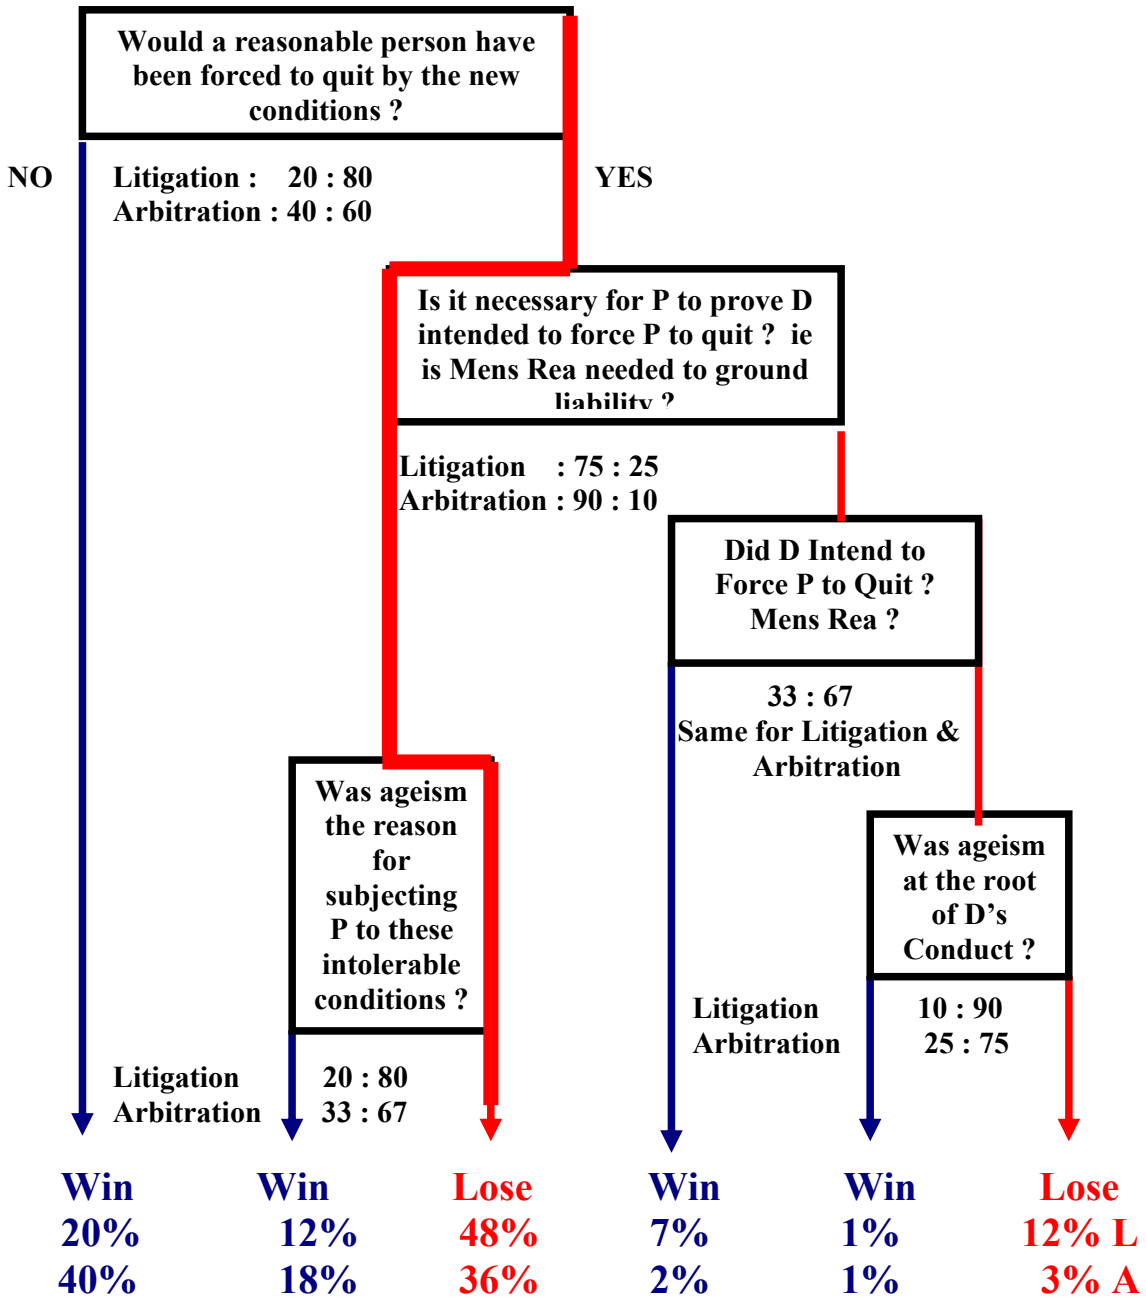 Would a reasonable person have
been forced to quit by the new
conditions ?
NO
Litigation : 20 : 80
Arbitration : 40 : 60
YES
Is it necessary for P to prove D
intended to force P to quit ? ie
is Mens Rea needed to ground
liability ?
Litigation : 75 : 25
Arbitration : 90 : 10
Did D Intend to
Force P to Quit ?
Mens Rea ?
33 : 67
Same for Litigation &
Arbitration
Was ageism
the reason
for
subjecting
P to these
intolerable
conditions ?
Was ageism
at the root
of D’s
Conduct ?
Litigation 10 : 90
Arbitration 25 : 75
Litigation 20 : 80
Arbitration 33 : 67
Win Win Lose Win Win Lose
20% 12% 48% 7% 1% 12% L
40% 18% 36% 2% 1% 3% A